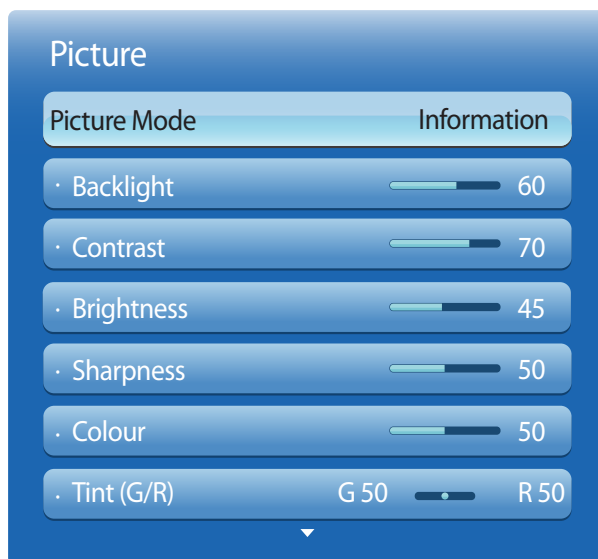 Picture
Picture Mode Information
· Backlight 60
· Contrast 70
· Brightness 45
· Sharpness 50
· Colour 50
· Tint (G/R) G 50 R 50